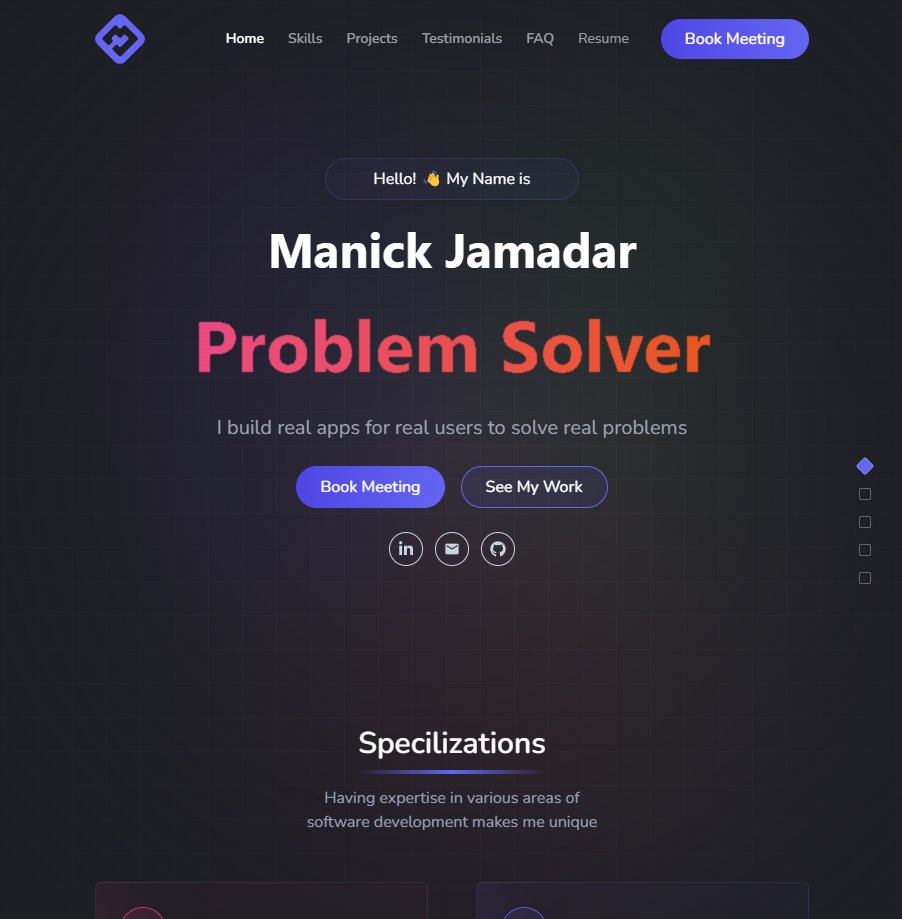 Home Skills Projects Testimonials FAQ Resume Book Meeting
Hello! 👋 My Name is
Manick Jamadar
Problem Solver
I build real apps for real users to solve real problems
Book Meeting See My Work
in
Specilizations
Having expertise in various areas of
software development makes me unique